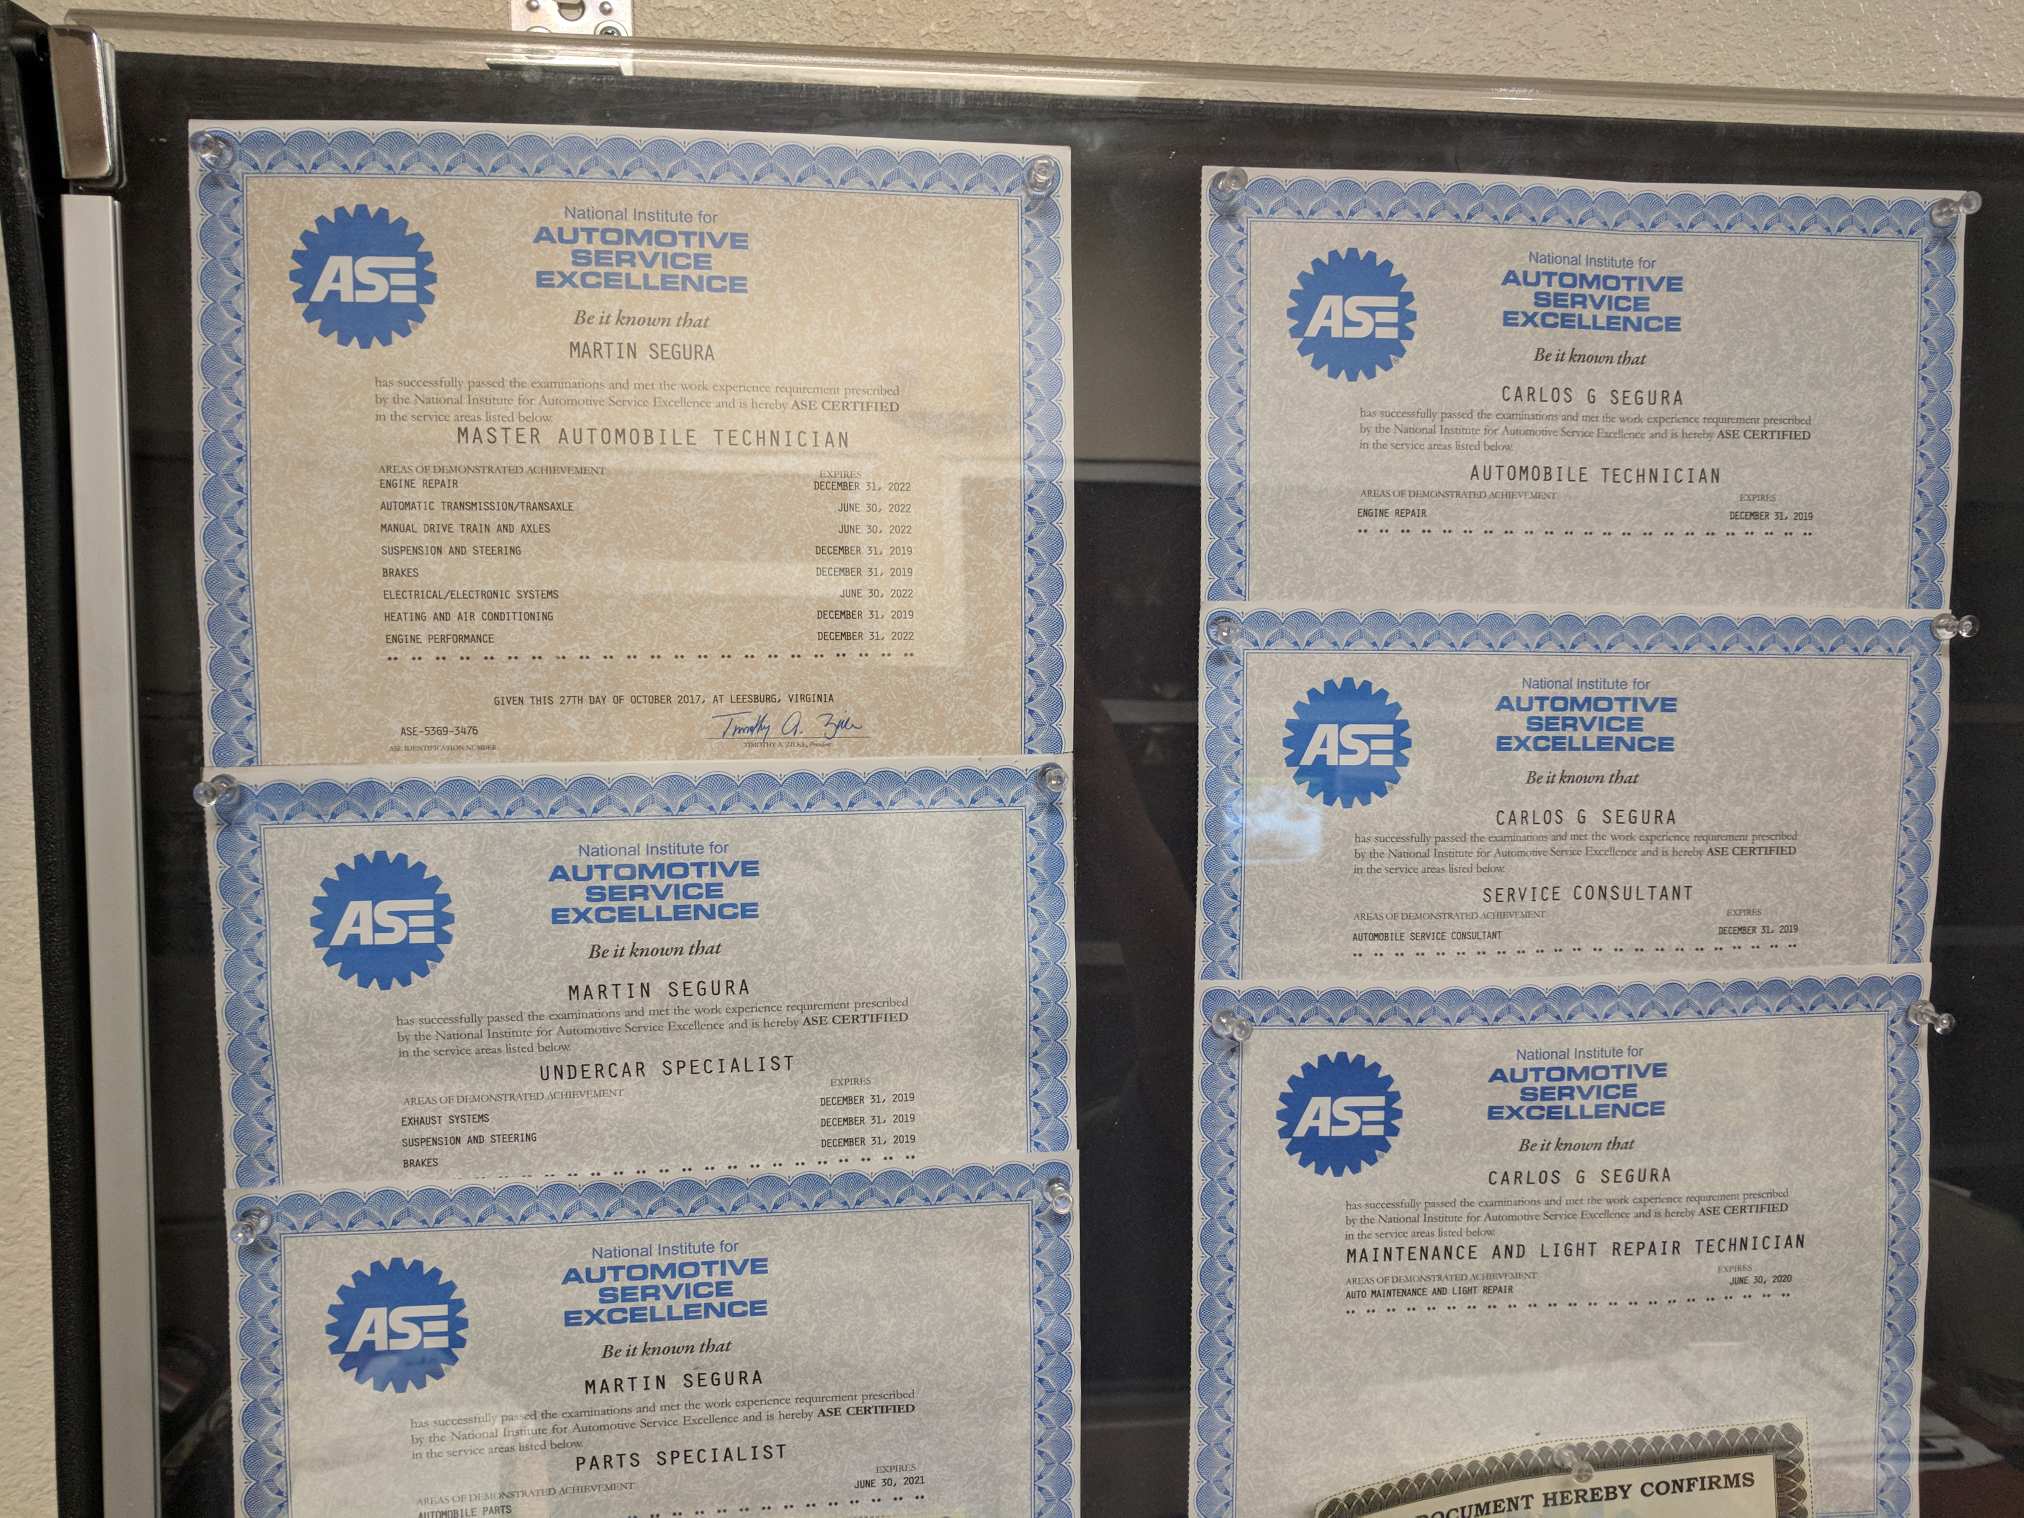 ASE
National Institute for
AUTOMOTIVE
SERVICE
EXCELLENCE
Be it known that
MARTIN SEGURA
has successfully passed the examinations and met the work experience requirement prescribed
by the National Institute for Automotive Service Excellence and is hereby ASE CERTIFIED
in the service areas listed below.
MASTER AUTOMOBILE TECHNICIAN
AREAS OF DEMONSTRATED ACHIEVEMENT EXPIRES
ENGINE REPAIR DECEMBER 31, 2022
AUTOMATIC TRANSMISSION/TRANSAXLE JUNE 30, 2022
MANUAL DRIVE TRAIN AND AXLES JUNE 30, 2022
SUSPENSION AND STEERING DECEMBER 31, 2019
BRAKES DECEMBER 31, 2019
ELECTRICAL/ELECTRONIC SYSTEMS JUNE 30, 2022
HEATING AND AIR CONDITIONING DECEMBER 31, 2019
ENGINE PERFORMANCE DECEMBER 31, 2022
GIVEN THIS 27TH DAY OF OCTOBER 2017, AT LEESBURG, VIRGINIA
ASE-5369-3476 Timothy A. Zilke
ASE IDENTIFICATION NUMBER TIMOTHY A. ZILKE, President
ASE
National Institute for
AUTOMOTIVE
SERVICE
EXCELLENCE
Be it known that
MARTIN SEGURA
has successfully passed the examinations and met the work experience requirement prescribed
by the National Institute for Automotive Service Excellence and is hereby ASE CERTIFIED
in the service areas listed below.
UNDERCAR SPECIALIST
AREAS OF DEMONSTRATED ACHIEVEMENT EXPIRES
EXHAUST SYSTEMS DECEMBER 31, 2019
SUSPENSION AND STEERING DECEMBER 31, 2019
BRAKES DECEMBER 31, 2019
ASE
National Institute for
AUTOMOTIVE
SERVICE
EXCELLENCE
Be it known that
MARTIN SEGURA
has successfully passed the examinations and met the work experience requirement prescribed
by the National Institute for Automotive Service Excellence and is hereby ASE CERTIFIED
in the service areas listed below.
PARTS SPECIALIST
AREAS OF DEMONSTRATED ACHIEVEMENT EXPIRES
AUTOMOBILE PARTS JUNE 30, 2021
ASE
National Institute for
AUTOMOTIVE
SERVICE
EXCELLENCE
Be it known that
CARLOS G SEGURA
has successfully passed the examinations and met the work experience requirement prescribed
by the National Institute for Automotive Service Excellence and is hereby ASE CERTIFIED
in the service areas listed below.
AUTOMOBILE TECHNICIAN
AREAS OF DEMONSTRATED ACHIEVEMENT EXPIRES
ENGINE REPAIR DECEMBER 31, 2019
ASE
National Institute for
AUTOMOTIVE
SERVICE
EXCELLENCE
Be it known that
CARLOS G SEGURA
has successfully passed the examinations and met the work experience requirement prescribed
by the National Institute for Automotive Service Excellence and is hereby ASE CERTIFIED
in the service areas listed below.
SERVICE CONSULTANT
AREAS OF DEMONSTRATED ACHIEVEMENT EXPIRES
AUTOMOBILE SERVICE CONSULTANT DECEMBER 31, 2019
ASE
National Institute for
AUTOMOTIVE
SERVICE
EXCELLENCE
Be it known that
CARLOS G SEGURA
has successfully passed the examinations and met the work experience requirement prescribed
by the National Institute for Automotive Service Excellence and is hereby ASE CERTIFIED
in the service areas listed below.
MAINTENANCE AND LIGHT REPAIR TECHNICIAN
AREAS OF DEMONSTRATED ACHIEVEMENT EXPIRES
AUTO MAINTENANCE AND LIGHT REPAIR JUNE 30, 2020
DOCUMENT HEREBY CONFIRMS